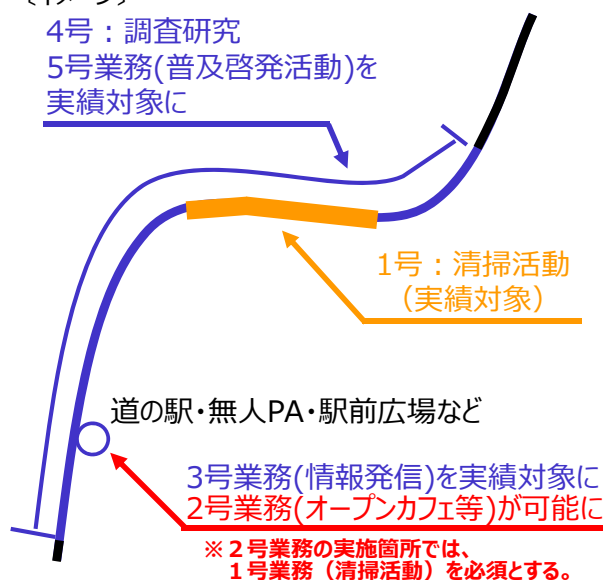 〔イメージ〕
4号：調査研究
5号業務(普及啓発活動)を
実績対象に
1号：清掃活動
（実績対象）
道の駅・無人PA・駅前広場など
3号業務(情報発信)を実績対象に
2号業務(オープンカフェ等)が可能に
※２号業務の実施箇所では、
１号業務（清掃活動）を必須とする。